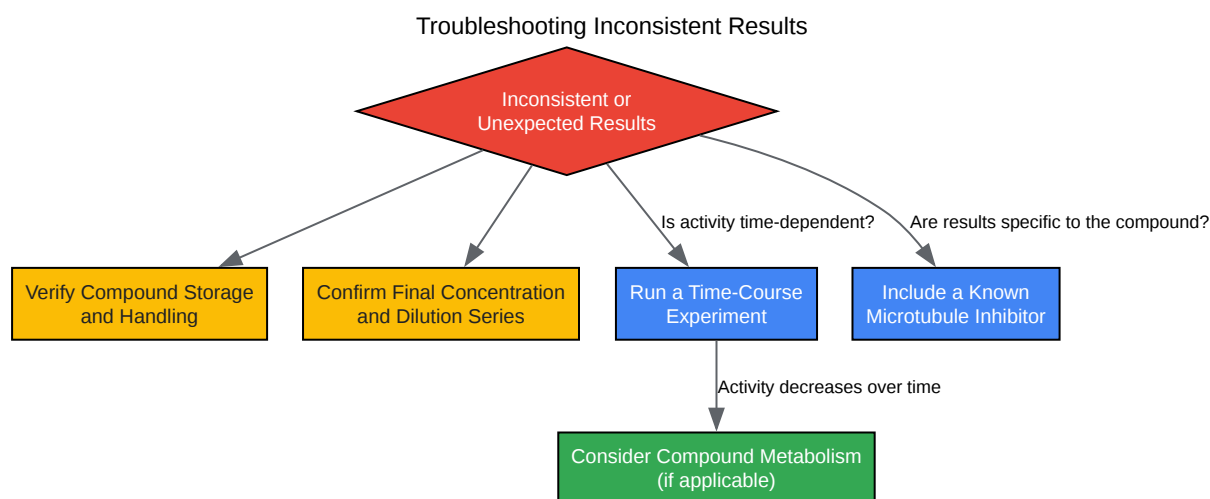 Troubleshooting Inconsistent Results
Inconsistent or
Unexpected Results
Is activity time-dependent?
Are results specific to the compound?
Verify Compound Storage
and Handling
Confirm Final Concentration
and Dilution Series
Run a Time-Course
Experiment
Include a Known
Microtubule Inhibitor
Activity decreases over time
Consider Compound Metabolism
(if applicable)